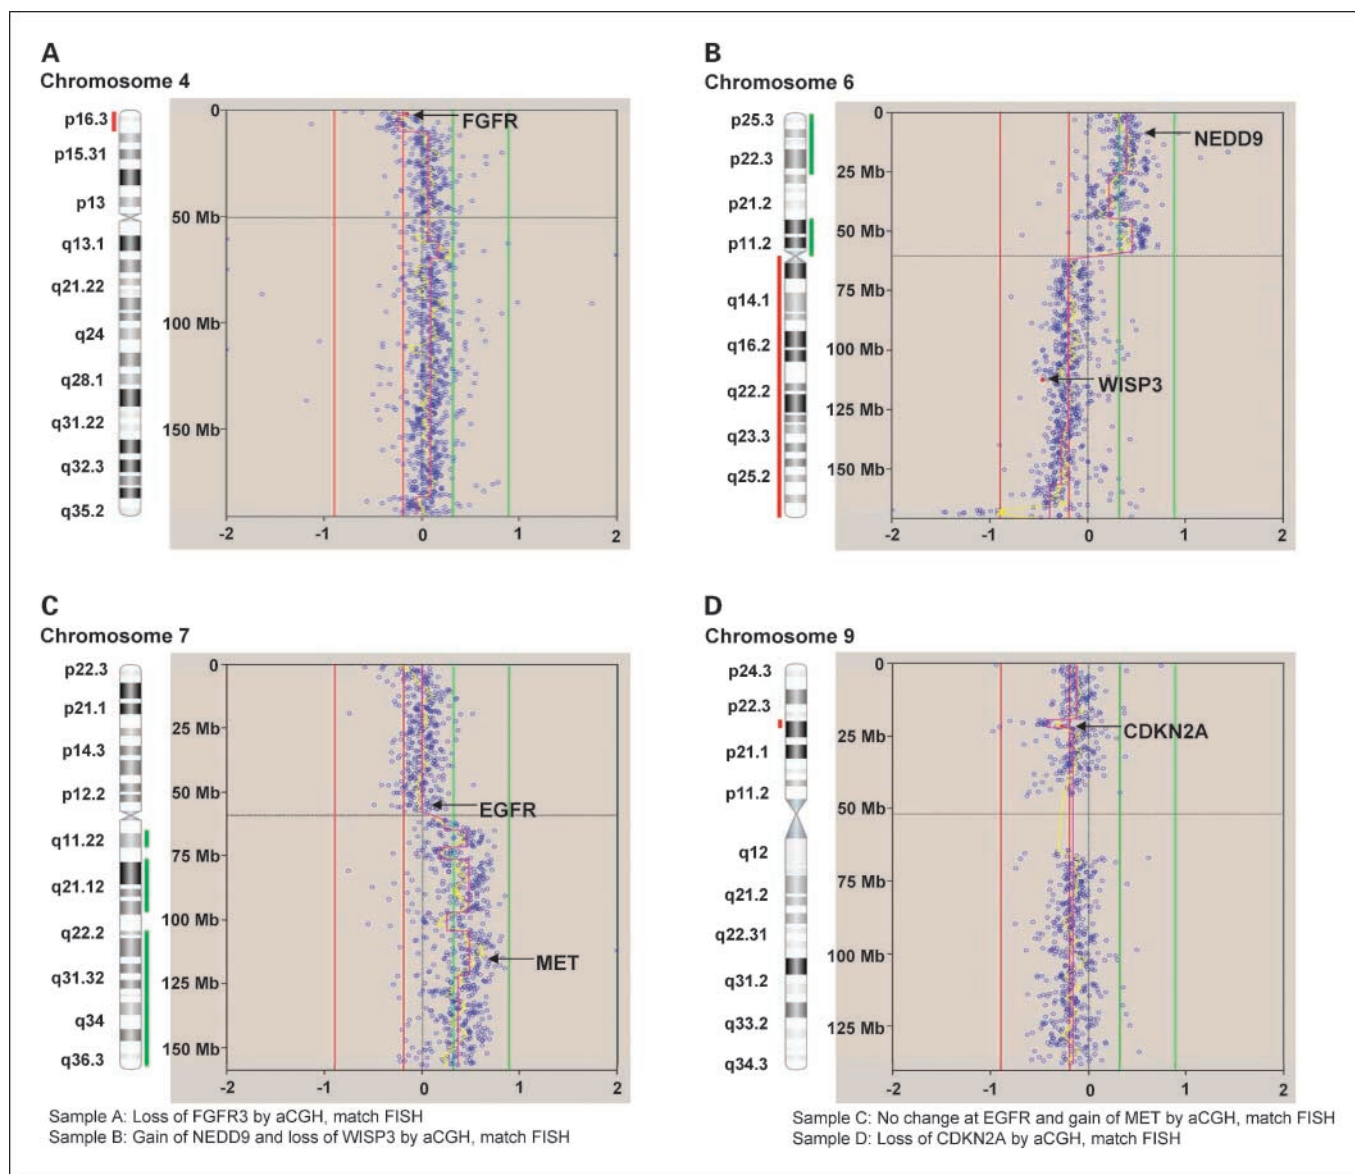 A
Chromosome 4
p16.3
p15.31
p13
q13.1
q21.22
q24
q28.1
q31.22
q32.3
q35.2
0
50 Mb
100 Mb
150 Mb
FGFR
-2
-1
0
1
2
B
Chromosome 6
p25.3
p22.3
p21.2
p11.2
q14.1
q16.2
q22.2
q23.3
q25.2
0
25 Mb
50 Mb
75 Mb
100 Mb
125 Mb
150 Mb
NEDD9
WISP3
-2
-1
0
1
2
C
Chromosome 7
p22.3
p21.1
p14.3
p12.2
q11.22
q21.12
q22.2
q31.32
q34
q36.3
0
25 Mb
50 Mb
75 Mb
100 Mb
125 Mb
150 Mb
EGFR
MET
-2
-1
0
1
2
D
Chromosome 9
p24.3
p22.3
p21.1
p11.2
q12
q21.2
q22.31
q31.2
q33.2
q34.3
0
25 Mb
50 Mb
75 Mb
100 Mb
125 Mb
CDKN2A
-2
-1
0
1
2
Sample A: Loss of FGFR3 by aCGH, match FISH
Sample B: Gain of NEDD9 and loss of WISP3 by aCGH, match FISH
Sample C: No change at EGFR and gain of MET by aCGH, match FISH
Sample D: Loss of CDKN2A by aCGH, match FISH